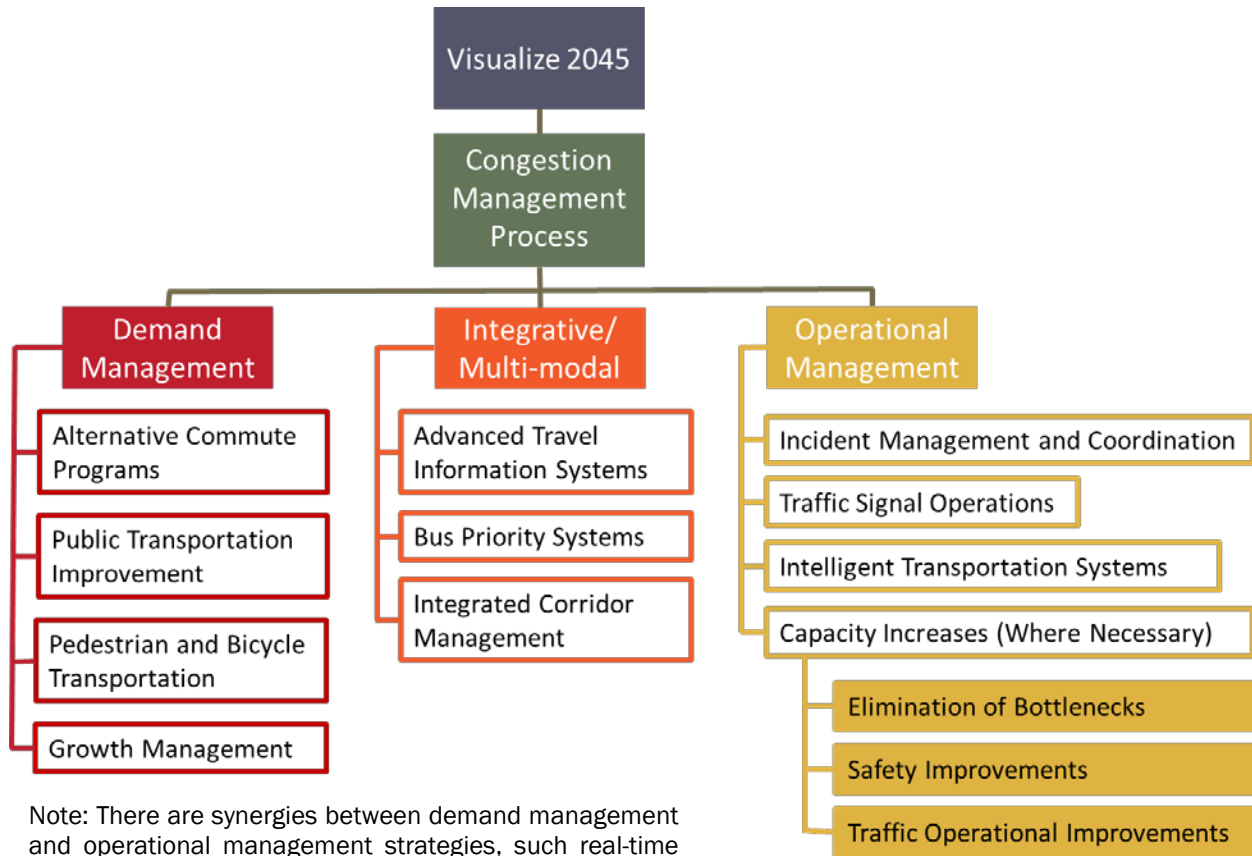 Visualize 2045
Congestion
Management
Process
Demand
Management
Alternative Commute
Programs
Public Transportation
Improvement
Pedestrian and Bicycle
Transportation
Growth Management
Integrative/
Multi-modal
Advanced Travel
Information Systems
Bus Priority Systems
Integrated Corridor
Management
Operational
Management
Incident Management and Coordination
Traffic Signal Operations
Intelligent Transportation Systems
Capacity Increases (Where Necessary)
Elimination of Bottlenecks
Safety Improvements
Traffic Operational Improvements
Note: There are synergies between demand management
and operational management strategies, such real-time